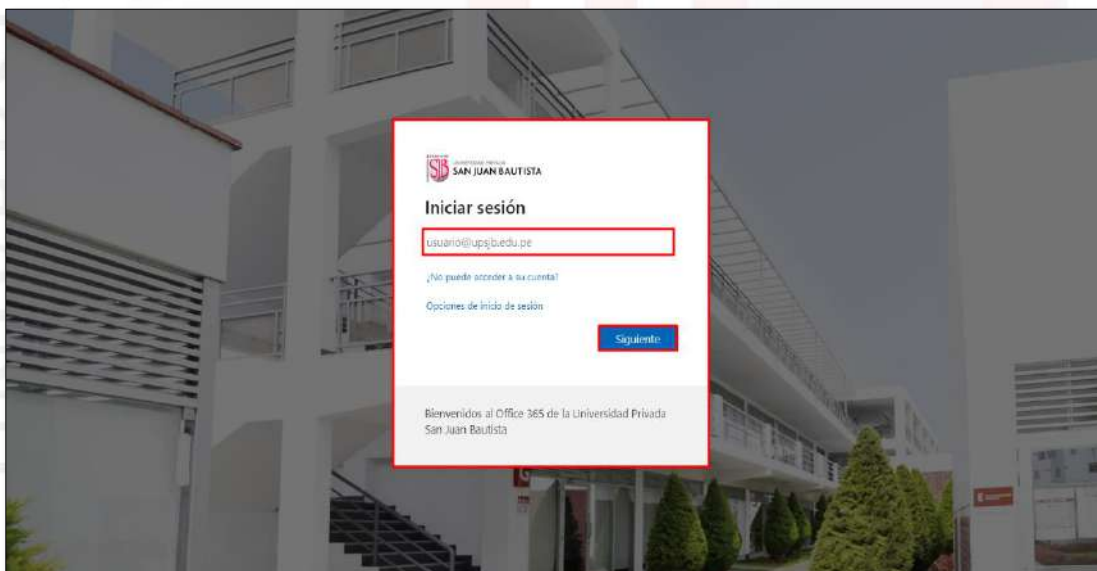 SAN JUAN BAUTISTA
Iniciar sesión
usuario@upsjb.edu.pe
¿No puede acceder a su cuenta?
Opciones de inicio de sesión
Siguiente
Bienvenidos al Office 365 de la Universidad Privada
San Juan Bautista